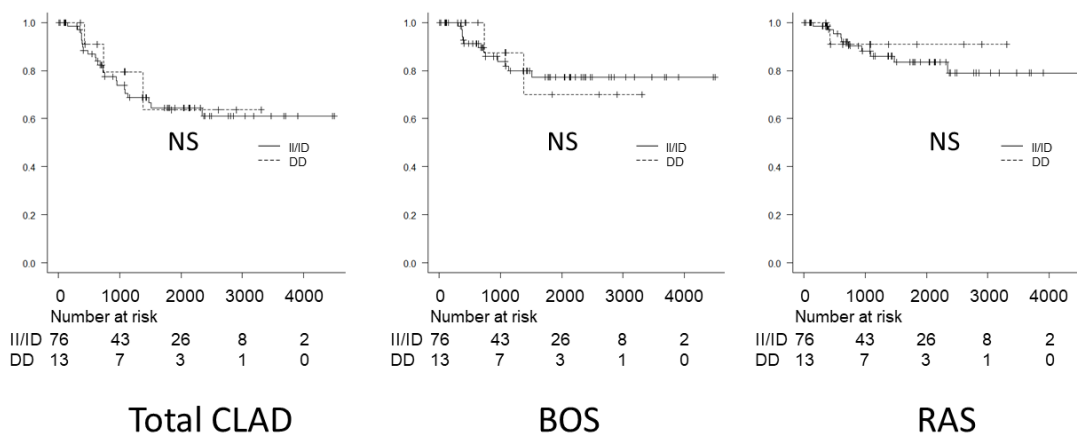 1.0
0.8
0.6
0.4
0.2
0.0
NS
II/ID
DD
0 1000 2000 3000 4000
Number at risk
II/ID 76 43 26 8 2
DD 13 7 3 1 0
Total CLAD
1.0
0.8
0.6
0.4
0.2
0.0
NS
II/ID
DD
0 1000 2000 3000 4000
Number at risk
II/ID 76 43 26 8 2
DD 13 7 3 1 0
BOS
1.0
0.8
0.6
0.4
0.2
0.0
NS
II/ID
DD
0 1000 2000 3000 4000
Number at risk
II/ID 76 43 26 8 2
DD 13 7 3 1 0
RAS